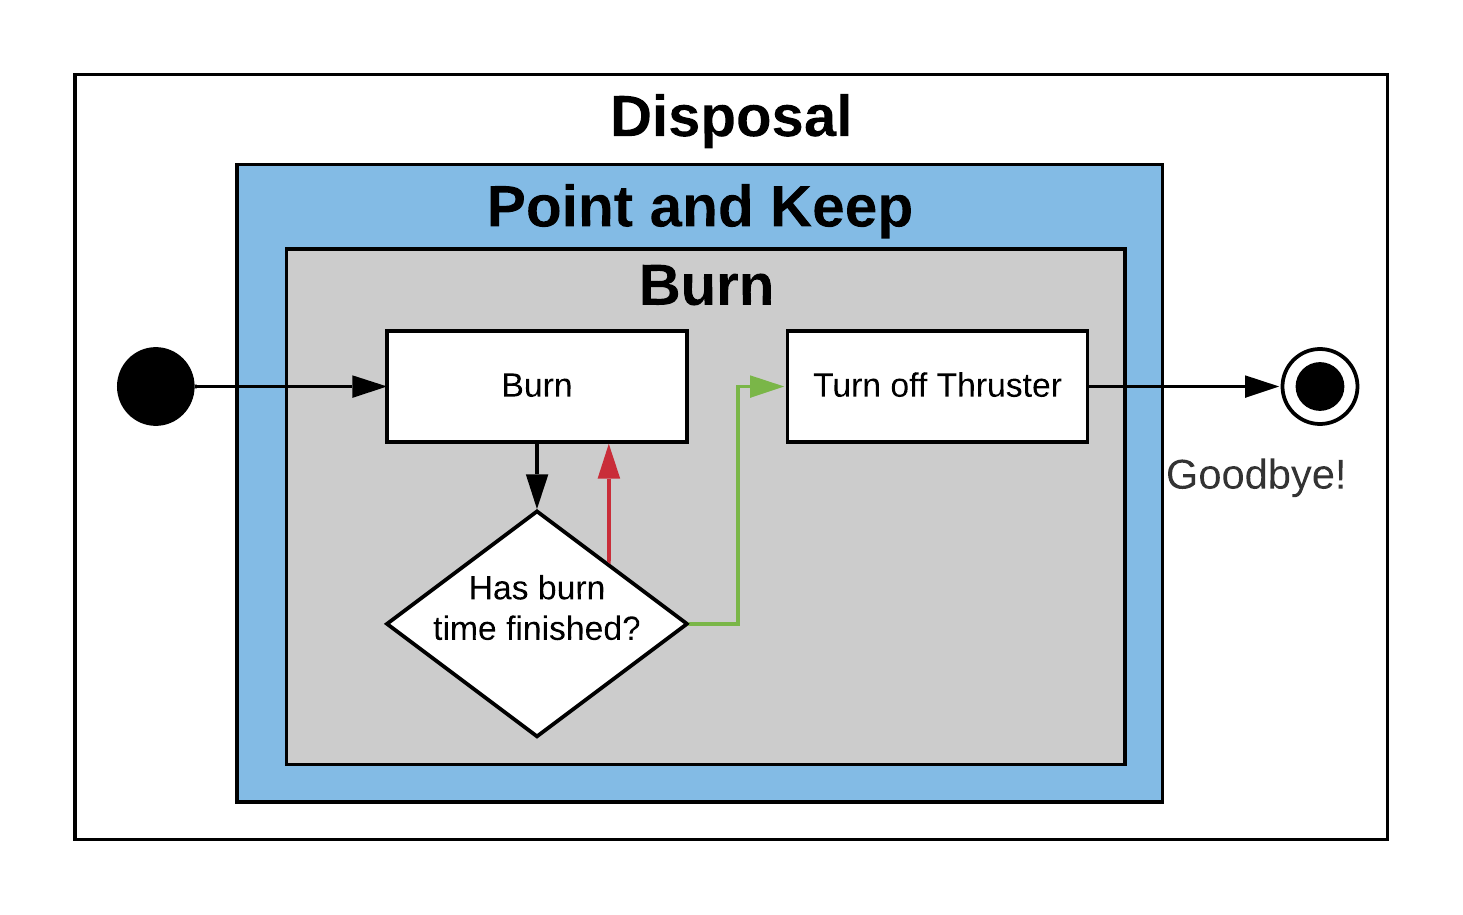 Disposal
Point and Keep
Burn
Burn
Turn off Thruster
Goodbye!
Has burn
time finished?